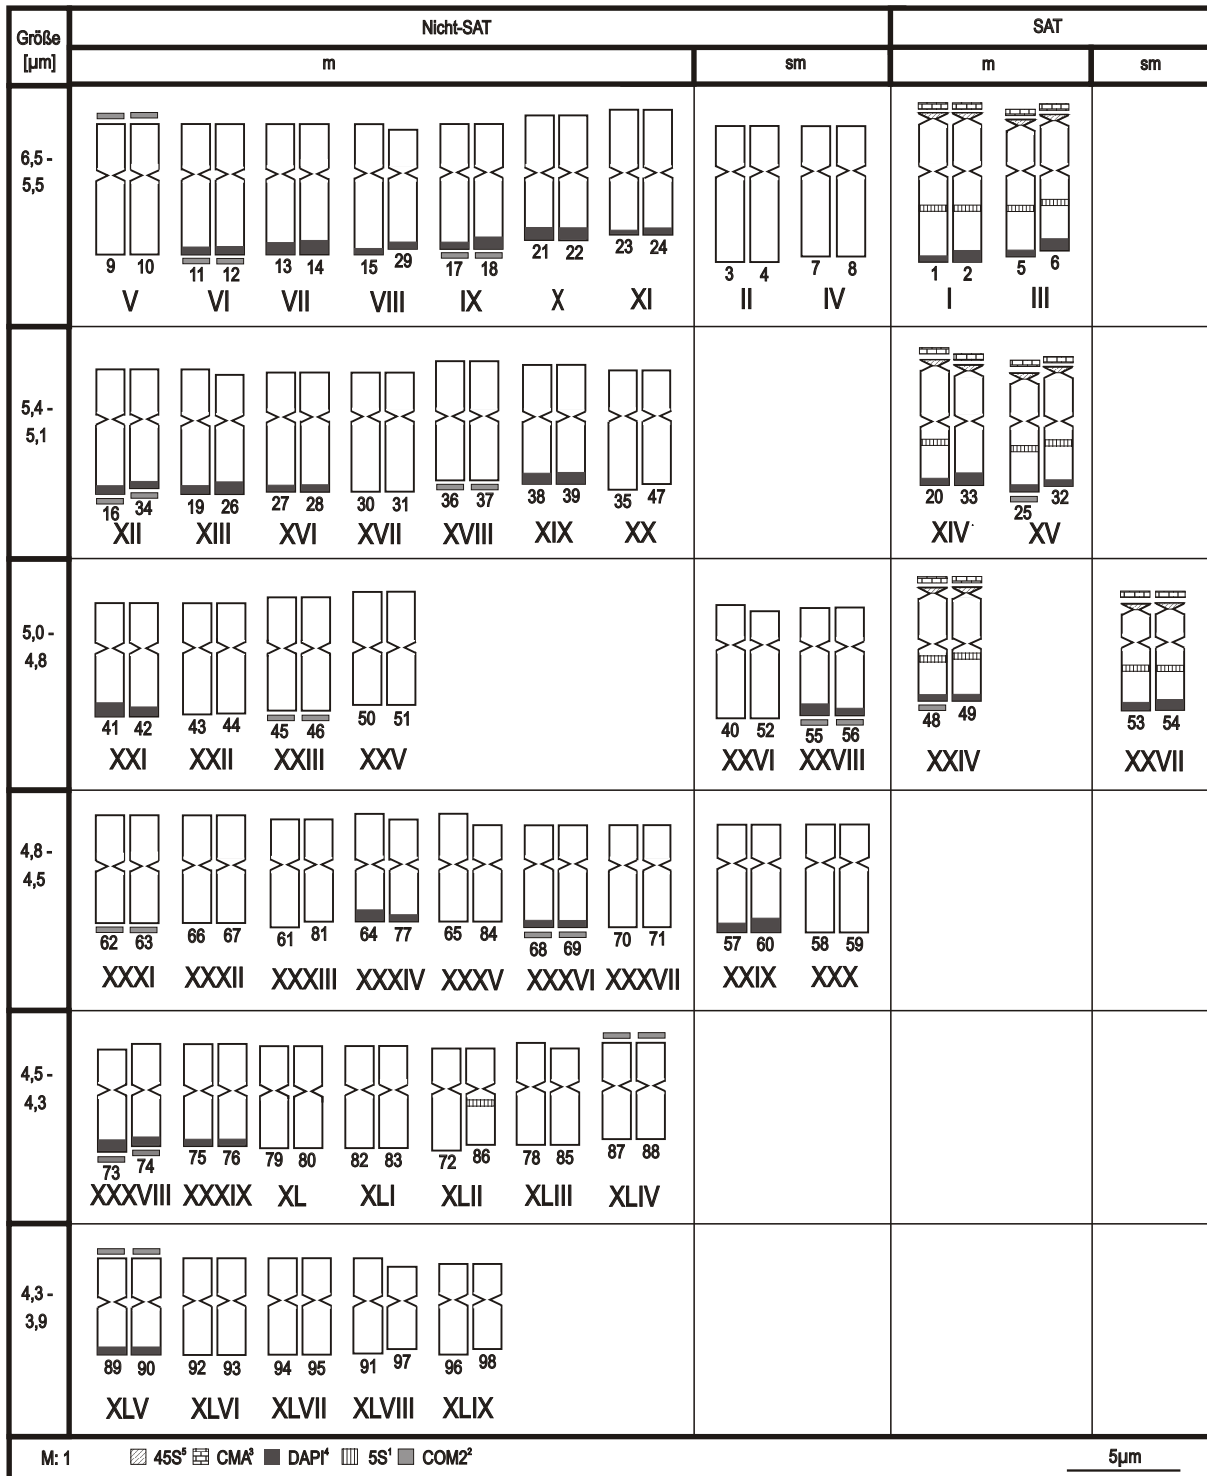 Größe
[µm]
Nicht-SAT
SAT
m
sm
m
sm
6,5 -
5,5
9 10 11 12 13 14 15 29 17 18 21 22 23 24 3 4 7 8 1 2 5 6
V VI VII VIII IX X XI II IV I III
5,4 -
5,1
16 34 19 26 27 28 30 31 36 37 38 39 35 47 20 33 25 32
XII XIII XVI XVII XVIII XIX XX XIV XV
5,0 -
4,8
41 42 43 44 45 46 50 51 40 52 55 56 48 49 53 54
XXI XXII XXIII XXV XXVI XXVIII XXIV XXVII
4,8 -
4,5
62 63 66 67 61 81 64 77 65 84 68 69 70 71 57 60 58 59
XXXI XXXII XXXIII XXXIV XXXV XXXVI XXXVII XXIX XXX
4,5 -
4,3
73 74 75 76 79 80 82 83 72 86 78 85 87 88
XXXVIII XXXIX XL XLI XLII XLIII XLIV
4,3 -
3,9
89 90 92 93 94 95 91 97 96 98
XLV XLVI XLVII XLVIII XLIX
M: 1 45S⁵ CMA³ DAPI⁴ 5S¹ COM2² 5µm